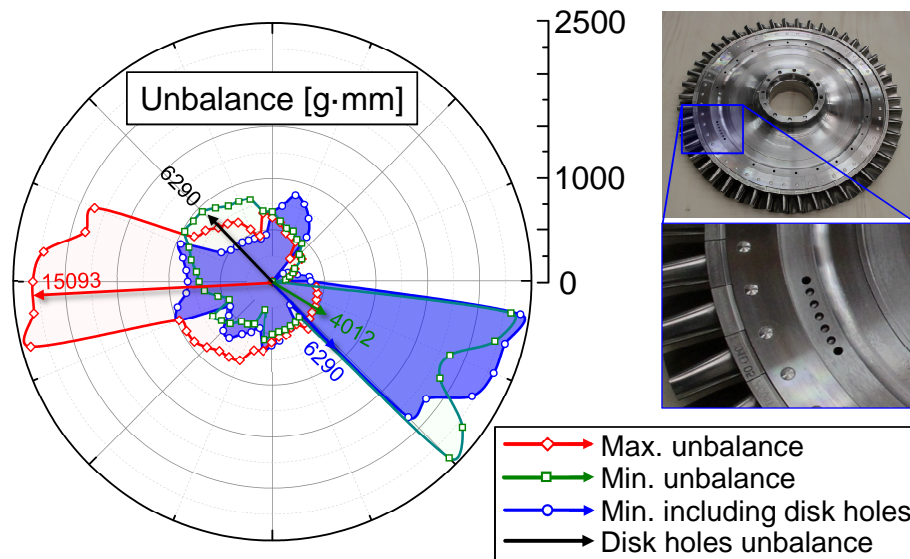 2500
Unbalance [g·mm]
6290
1000
15093
0
4012
6290
Max. unbalance
Min. unbalance
Min. including disk holes
Disk holes unbalance